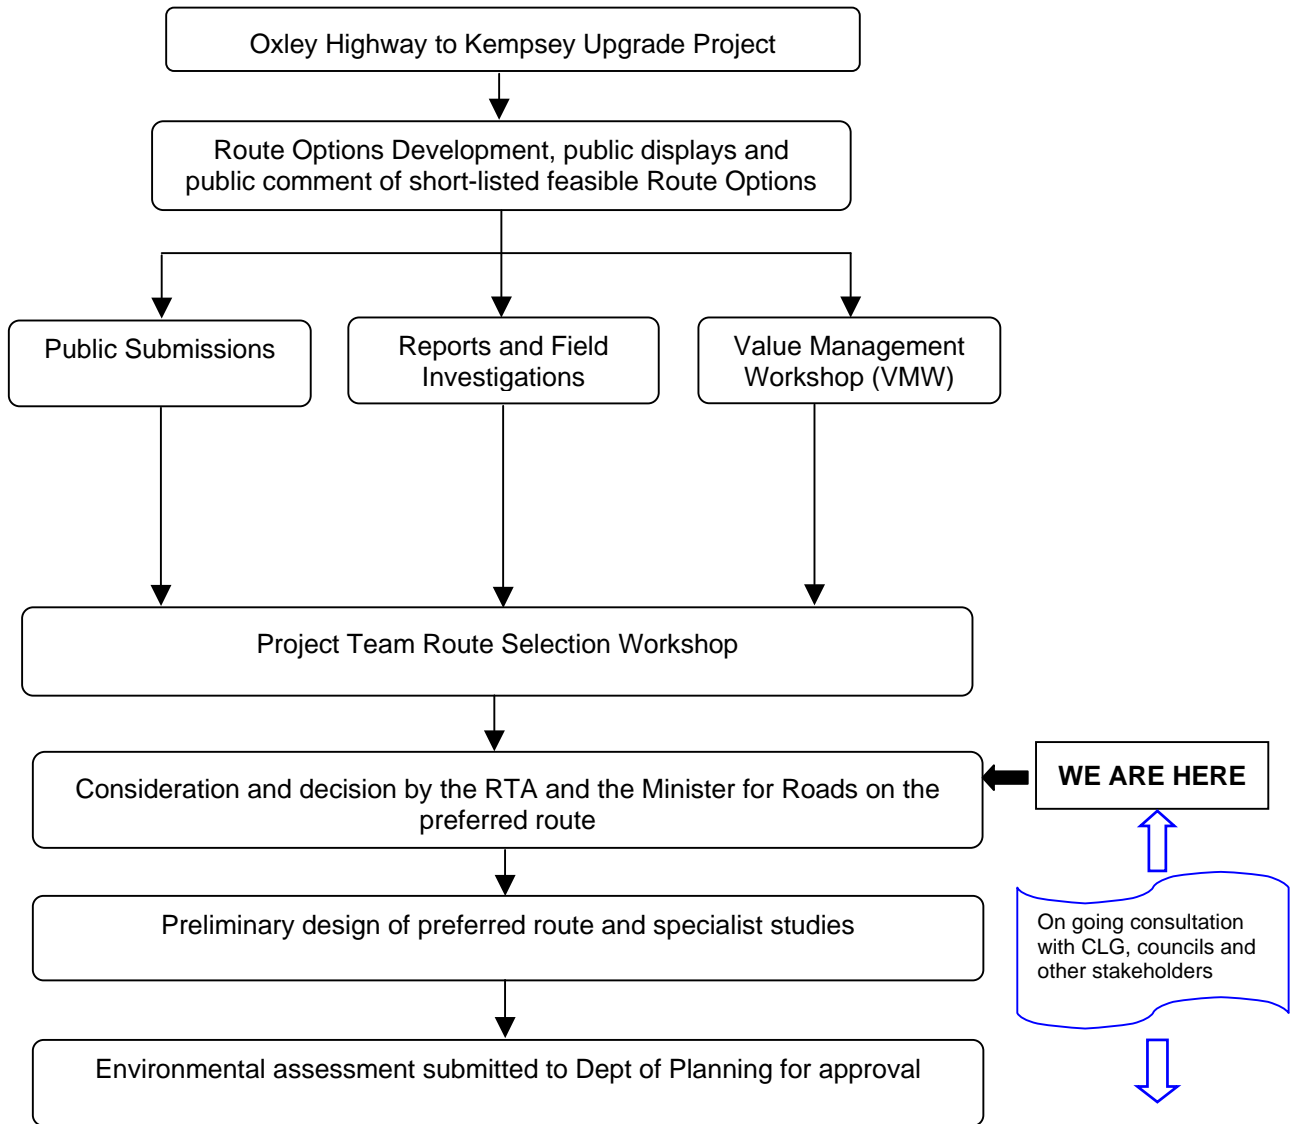 Oxley Highway to Kempsey Upgrade Project
Route Options Development, public displays and
public comment of short-listed feasible Route Options
Public Submissions
Reports and Field
Investigations
Value Management
Workshop (VMW)
Project Team Route Selection Workshop
Consideration and decision by the RTA and the Minister for Roads on the
preferred route
WE ARE HERE
On going consultation
with CLG, councils and
other stakeholders
Preliminary design of preferred route and specialist studies
Environmental assessment submitted to Dept of Planning for approval